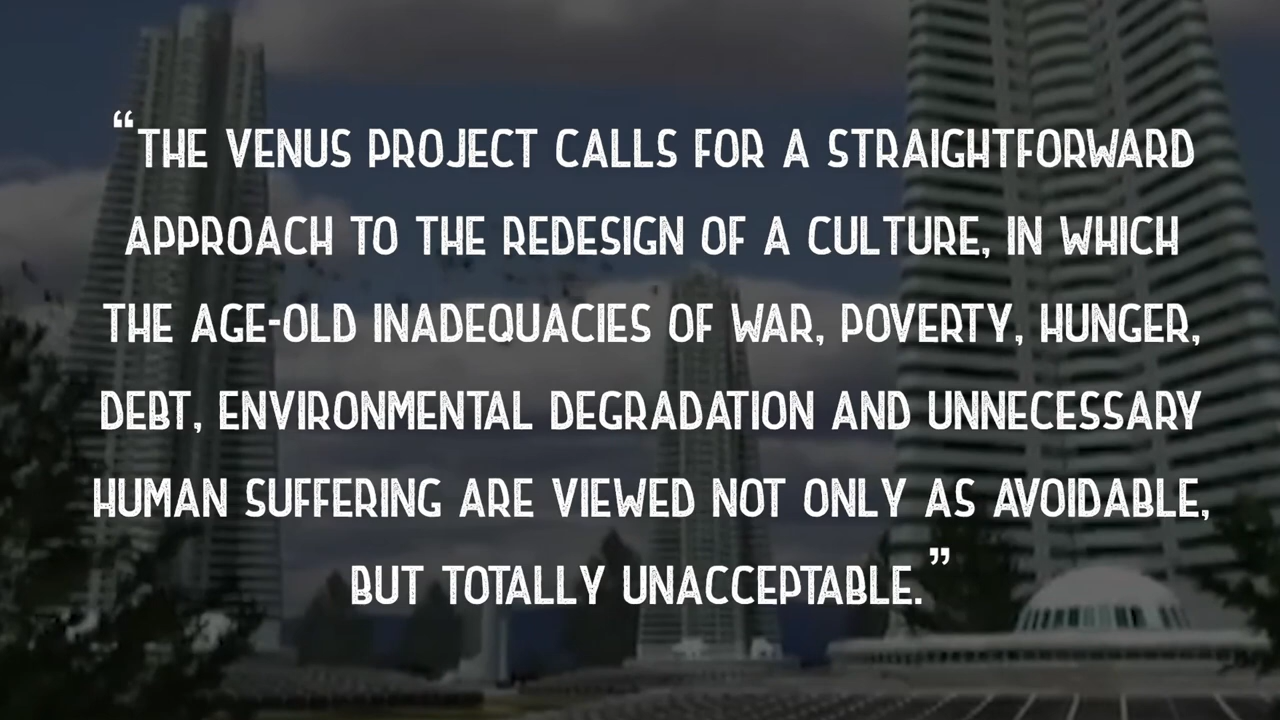 “THE VENUS PROJECT CALLS FOR A STRAIGHTFORWARD
APPROACH TO THE REDESIGN OF A CULTURE, IN WHICH
THE AGE-OLD INADEQUACIES OF WAR, POVERTY, HUNGER,
DEBT, ENVIRONMENTAL DEGRADATION AND UNNECESSARY
HUMAN SUFFERING ARE VIEWED NOT ONLY AS AVOIDABLE,
BUT TOTALLY UNACCEPTABLE.”